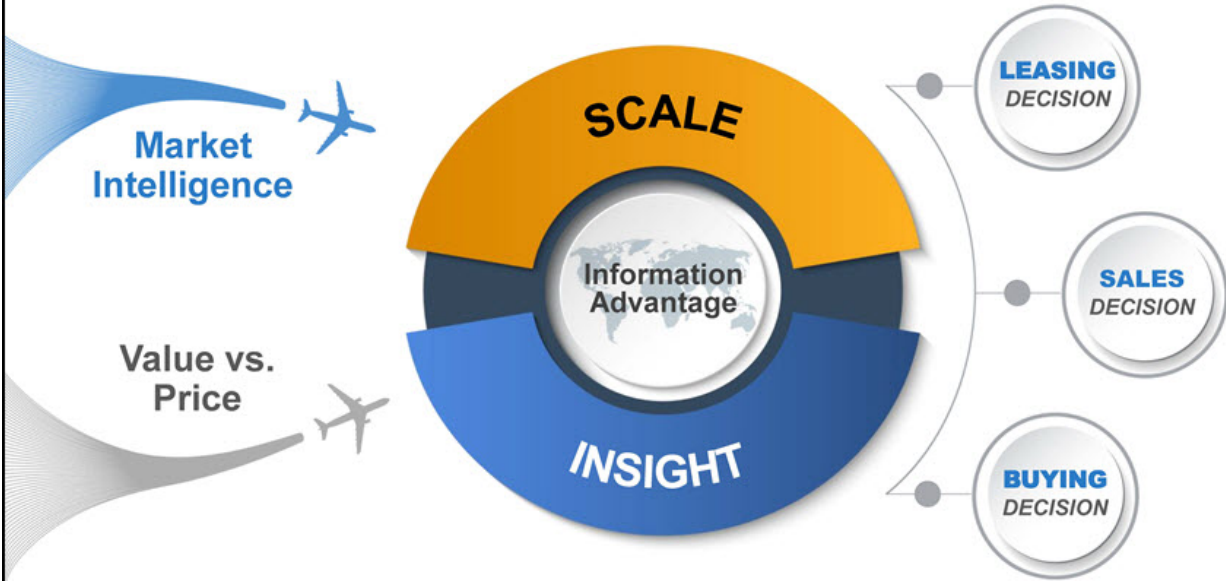 Market
Intelligence
Value vs.
Price
SCALE
Information
Advantage
INSIGHT
LEASING
DECISION
SALES
DECISION
BUYING
DECISION